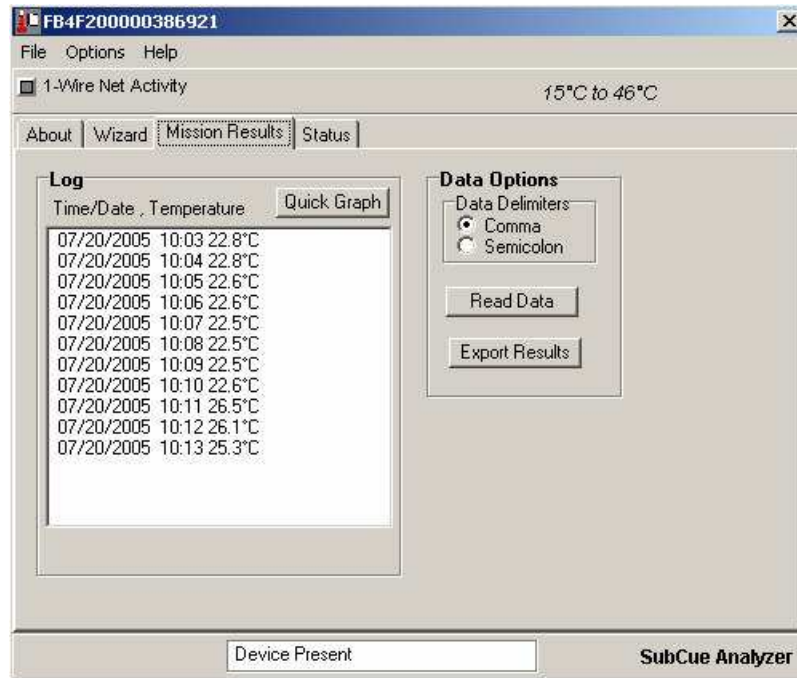 FB4F200000386921
File Options Help
1-Wire Net Activity
15°C to 46°C
About Wizard Mission Results Status
Log
Time/Date , Temperature
Quick Graph
07/20/2005 10:03 22.8°C
07/20/2005 10:04 22.8°C
07/20/2005 10:05 22.6°C
07/20/2005 10:06 22.6°C
07/20/2005 10:07 22.5°C
07/20/2005 10:08 22.5°C
07/20/2005 10:09 22.5°C
07/20/2005 10:10 22.6°C
07/20/2005 10:11 26.5°C
07/20/2005 10:12 26.1°C
07/20/2005 10:13 25.3°C
Data Options
Data Delimiters
Comma
Semicolon
Read Data
Export Results
Device Present
SubCue Analyzer